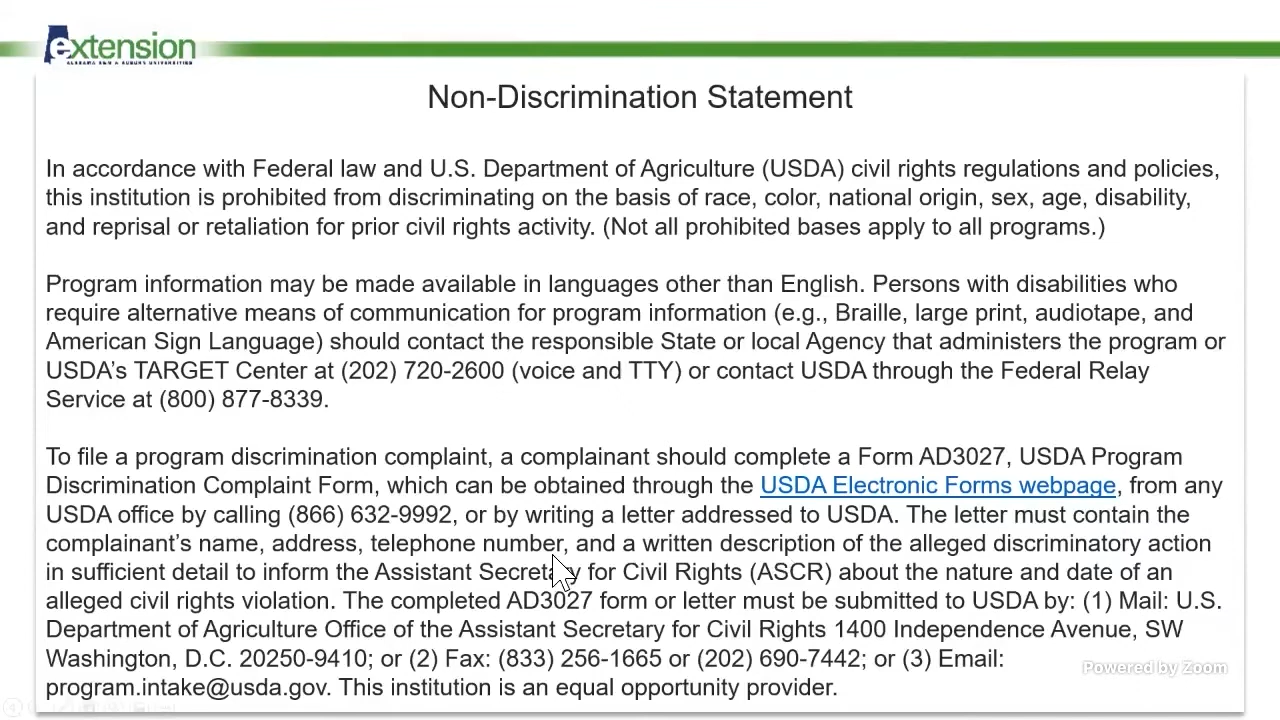 extension
ALABAMA A&M & AUBURN UNIVERSITIES
Non-Discrimination Statement
In accordance with Federal law and U.S. Department of Agriculture (USDA) civil rights regulations and policies,
this institution is prohibited from discriminating on the basis of race, color, national origin, sex, age, disability,
and reprisal or retaliation for prior civil rights activity. (Not all prohibited bases apply to all programs.)
Program information may be made available in languages other than English. Persons with disabilities who
require alternative means of communication for program information (e.g., Braille, large print, audiotape, and
American Sign Language) should contact the responsible State or local Agency that administers the program or
USDA’s TARGET Center at (202) 720-2600 (voice and TTY) or contact USDA through the Federal Relay
Service at (800) 877-8339.
To file a program discrimination complaint, a complainant should complete a Form AD3027, USDA Program
Discrimination Complaint Form, which can be obtained through the USDA Electronic Forms webpage, from any
USDA office by calling (866) 632-9992, or by writing a letter addressed to USDA. The letter must contain the
complainant’s name, address, telephone number, and a written description of the alleged discriminatory action
in sufficient detail to inform the Assistant Secretary for Civil Rights (ASCR) about the nature and date of an
alleged civil rights violation. The completed AD3027 form or letter must be submitted to USDA by: (1) Mail: U.S.
Department of Agriculture Office of the Assistant Secretary for Civil Rights 1400 Independence Avenue, SW
Washington, D.C. 20250-9410; or (2) Fax: (833) 256-1665 or (202) 690-7442; or (3) Email:
program.intake@usda.gov. This institution is an equal opportunity provider.
Powered by Zoom